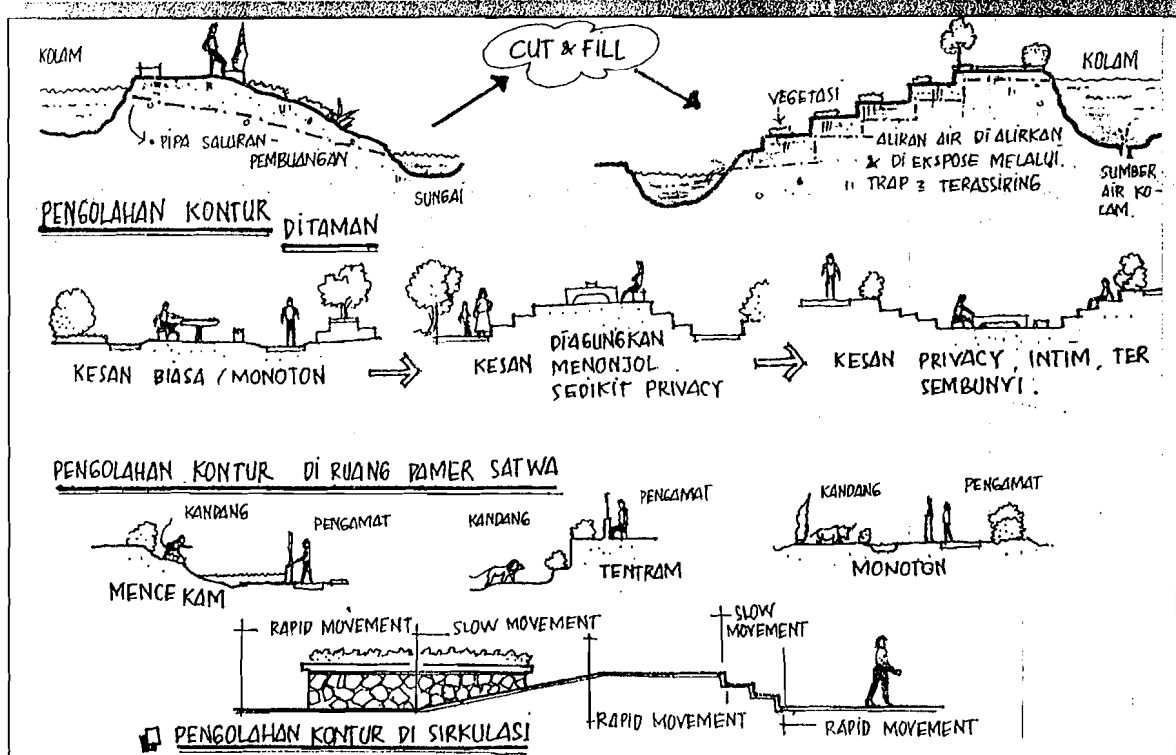 KOLAM
CUT & FILL
KOLAM
PIPA SALURAN-
PEMBUANGAN
SUNGAI
VEGETASI
ALIRAN AIR DI ALIRKAN
& DI EKSPOSE MELALUI
TRAP 2 TERASSIRING
SUMBER
AIR KO-
LAM.
PENGOLAHAN KONTUR
DITAMAN
KESAN BIASA / MONOTON
KESAN
DIAGUNGKAN
MENONJOL
SEDIKIT PRIVACY
KESAN PRIVACY, INTIM, TER
SEMBUNYI.
PENGOLAHAN KONTUR DI RUANG PAMER SATWA
KANDANG
PENGAMAT
MENCEKAM
KANDANG
PENGAMAT
TENTRAM
KANDANG
PENGAMAT
MONOTON
RAPID MOVEMENT
SLOW MOVEMENT
SLOW
MOVEMENT
RAPID MOVEMENT
RAPID MOVEMENT
PENGOLAHAN KONTUR DI SIRKULASI